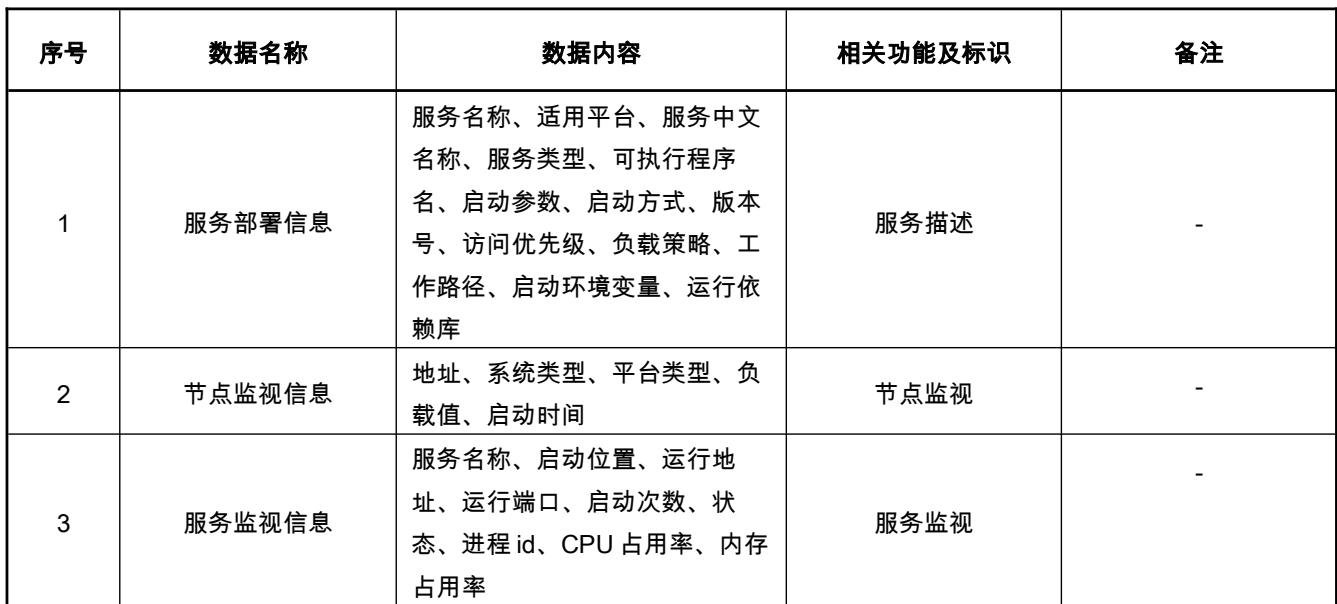 序号 数据名称 数据内容 相关功能及标识 备注
1 服务部署信息 服务名称、适用平台、服务中文
名称、服务类型、可执行程序
名、启动参数、启动方式、版本
号、访问优先级、负载策略、工
作路径、启动环境变量、运行依
赖库 服务描述 -
2 节点监视信息 地址、系统类型、平台类型、负
载值、启动时间 节点监视 -
3 服务监视信息 服务名称、启动位置、运行地
址、运行端口、启动次数、状
态、进程 id、CPU 占用率、内存
占用率 服务监视 -